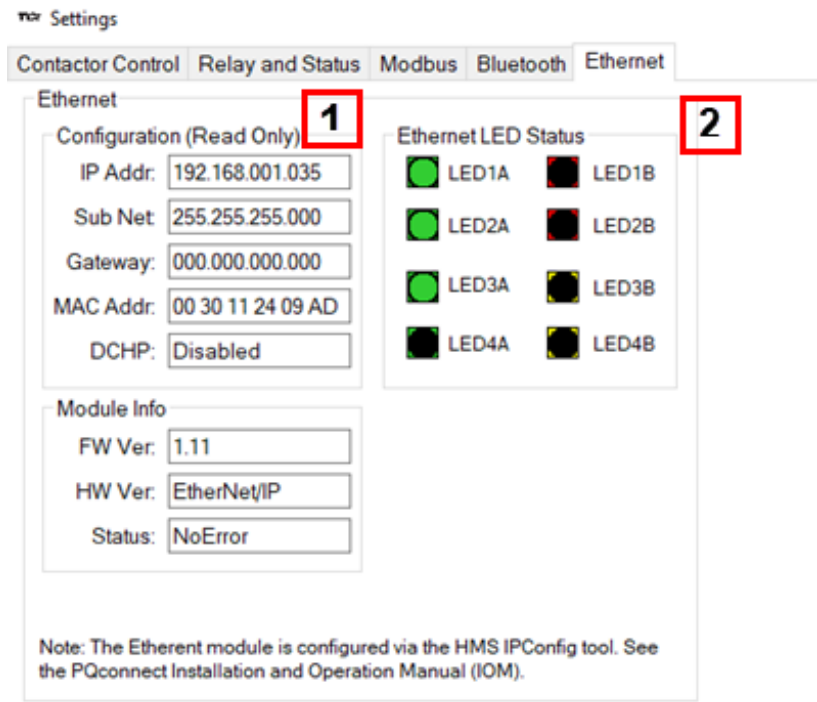 TCI Settings
Contactor Control Relay and Status Modbus Bluetooth Ethernet
Ethernet
1
2
Configuration (Read Only)
IP Addr: 192.168.001.035
Sub Net: 255.255.255.000
Gateway: 000.000.000.000
MAC Addr: 00 30 11 24 09 AD
DCHP: Disabled
Ethernet LED Status
LED1A LED1B
LED2A LED2B
LED3A LED3B
LED4A LED4B
Module Info
FW Ver: 1.11
HW Ver: EtherNet/IP
Status: NoError
Note: The Etherent module is configured via the HMS IPConfig tool. See
the PQconnect Installation and Operation Manual (IOM).